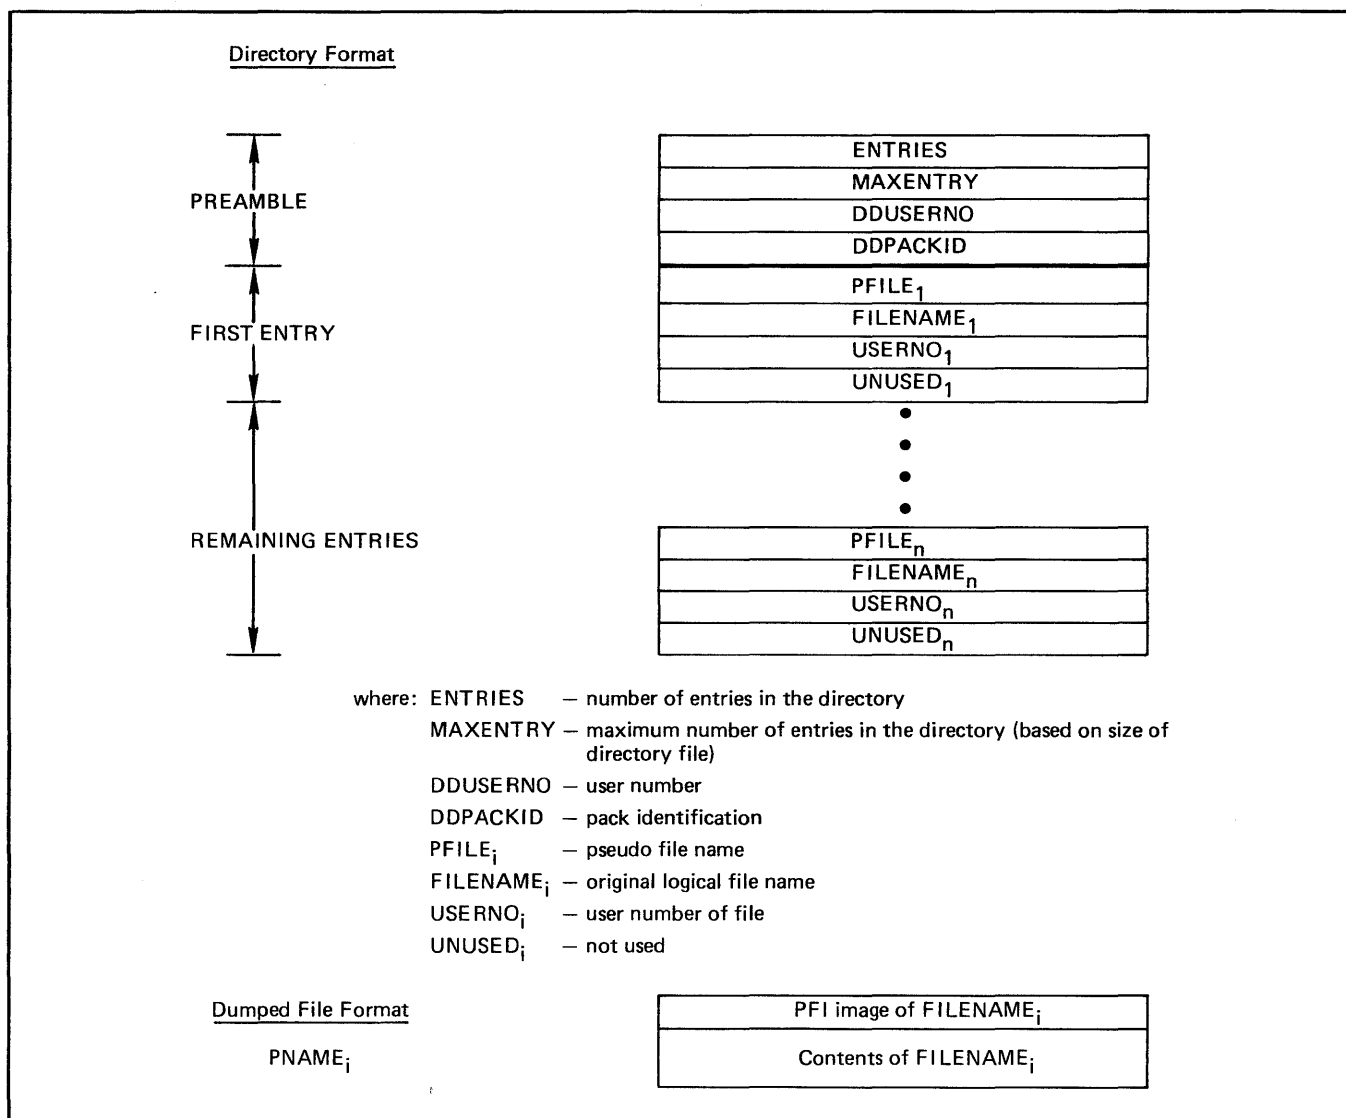 Directory Format
ENTRIES
MAXENTRY
PREAMBLE
DDUSERNO
DDPACKID
PFILE1
FILENAME1
FIRST ENTRY
USERNO1
UNUSED1
REMAINING ENTRIES
PFILEn
FILENAMEn
USERNOn
UNUSEDn
where: ENTRIES — number of entries in the directory
MAXENTRY — maximum number of entries in the directory (based on size of
directory file)
DDUSERNO — user number
DDPACKID — pack identification
PFILEi — pseudo file name
FILENAMEi — original logical file name
USERNOi — user number of file
UNUSEDi — not used
Dumped File Format
PFI image of FILENAMEi
PNAMEi
Contents of FILENAMEi